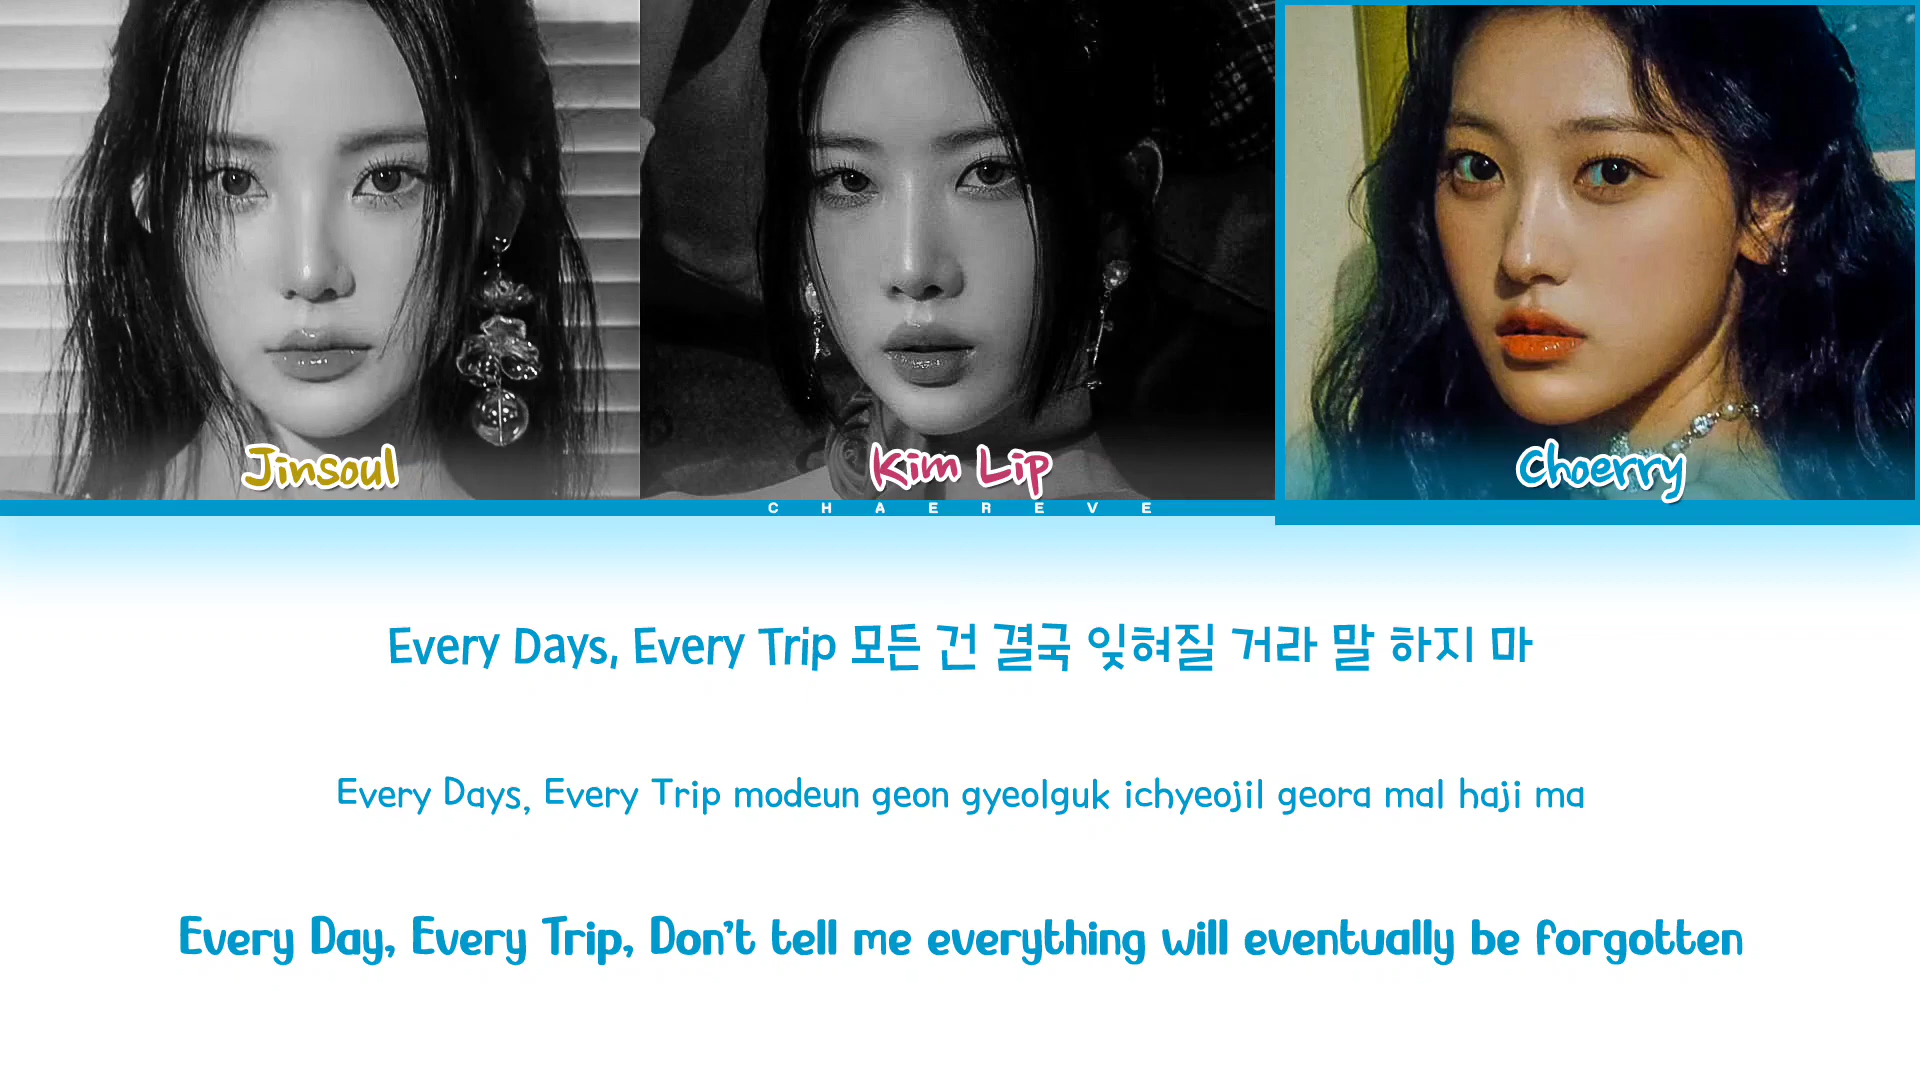 Jinsoul
Kim Lip
Choerry
CHAEREVE
Every Days, Every Trip 모든 건 결국 잊혀질 거라 말 하지 마
Every Days, Every Trip modeun geon gyeolguk ichyeojil geora mal haji ma
Every Day, Every Trip, Don't tell me everything will eventually be forgotten